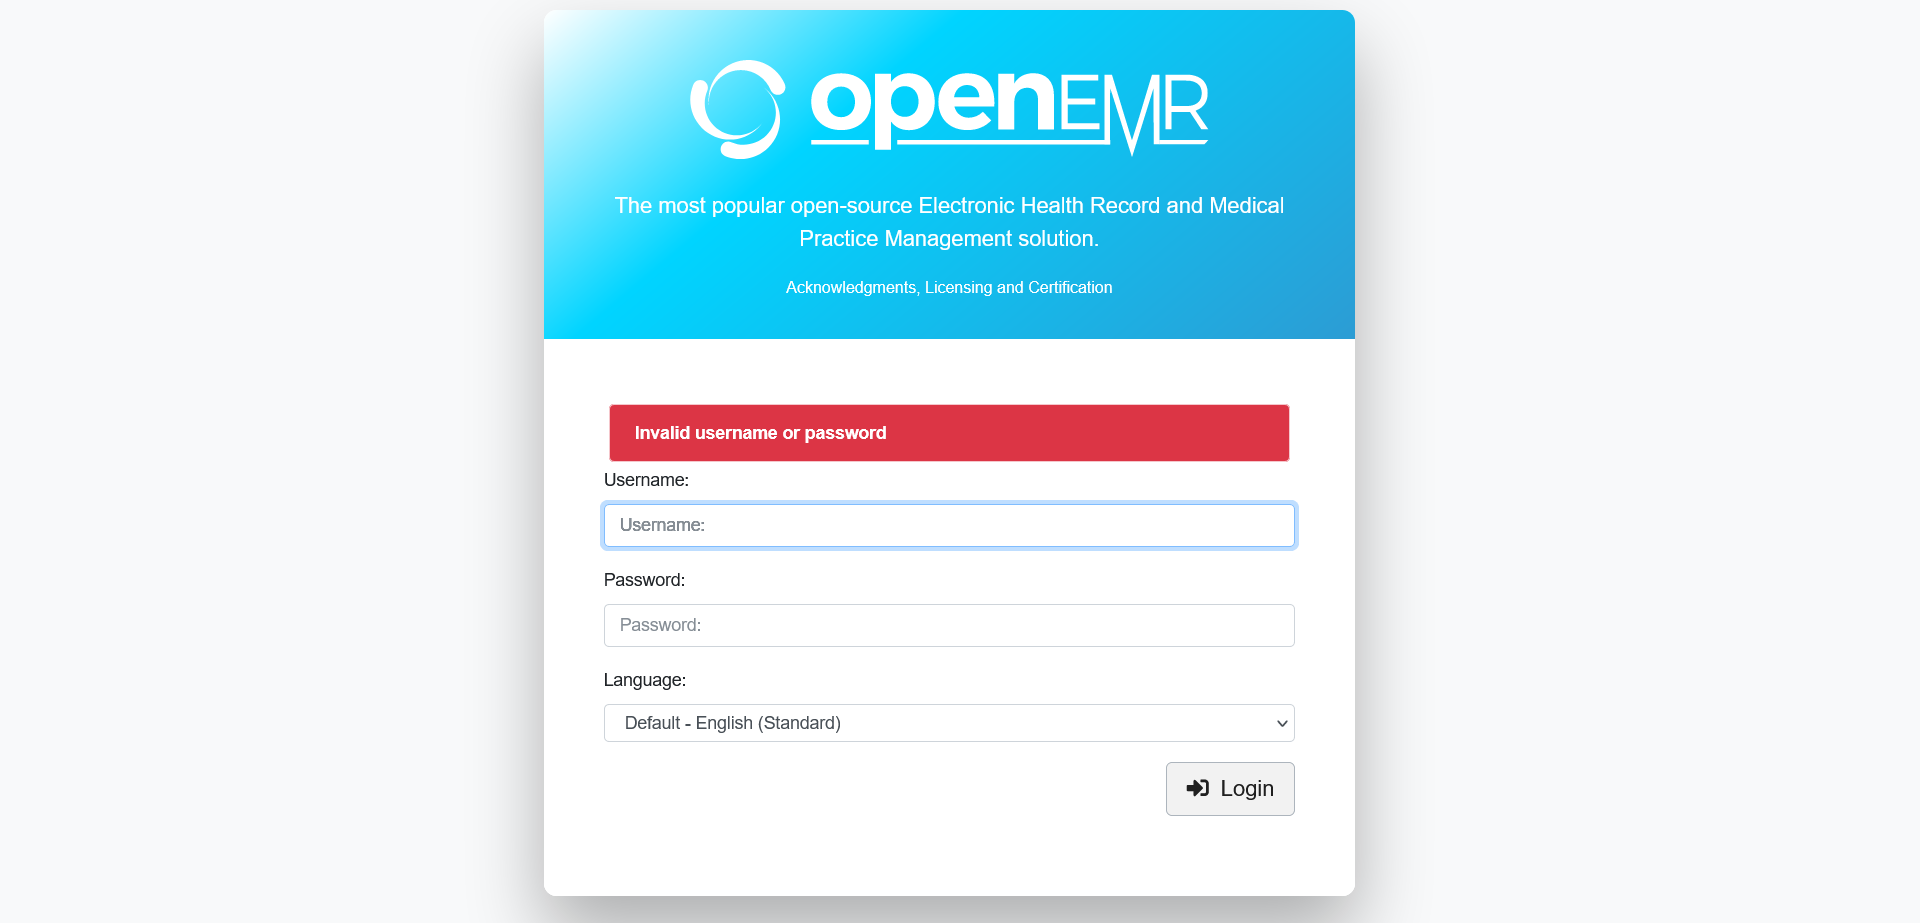 openEMR
The most popular open-source Electronic Health Record and Medical
Practice Management solution.
Acknowledgments, Licensing and Certification
Invalid username or password
Username:
Username:
Password:
Password:
Language:
Default - English (Standard)
Login